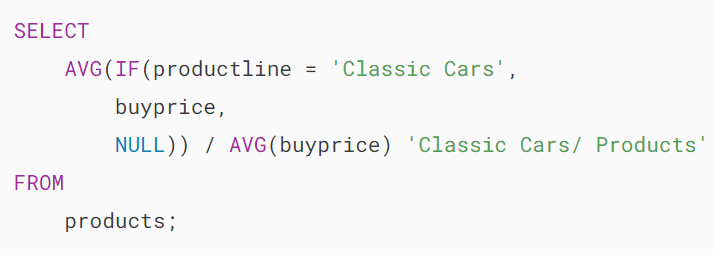 SELECT
    AVG(IF(productline = 'Classic Cars',
        buyprice,
        NULL)) / AVG(buyprice) 'Classic Cars/ Products'
FROM
    products;